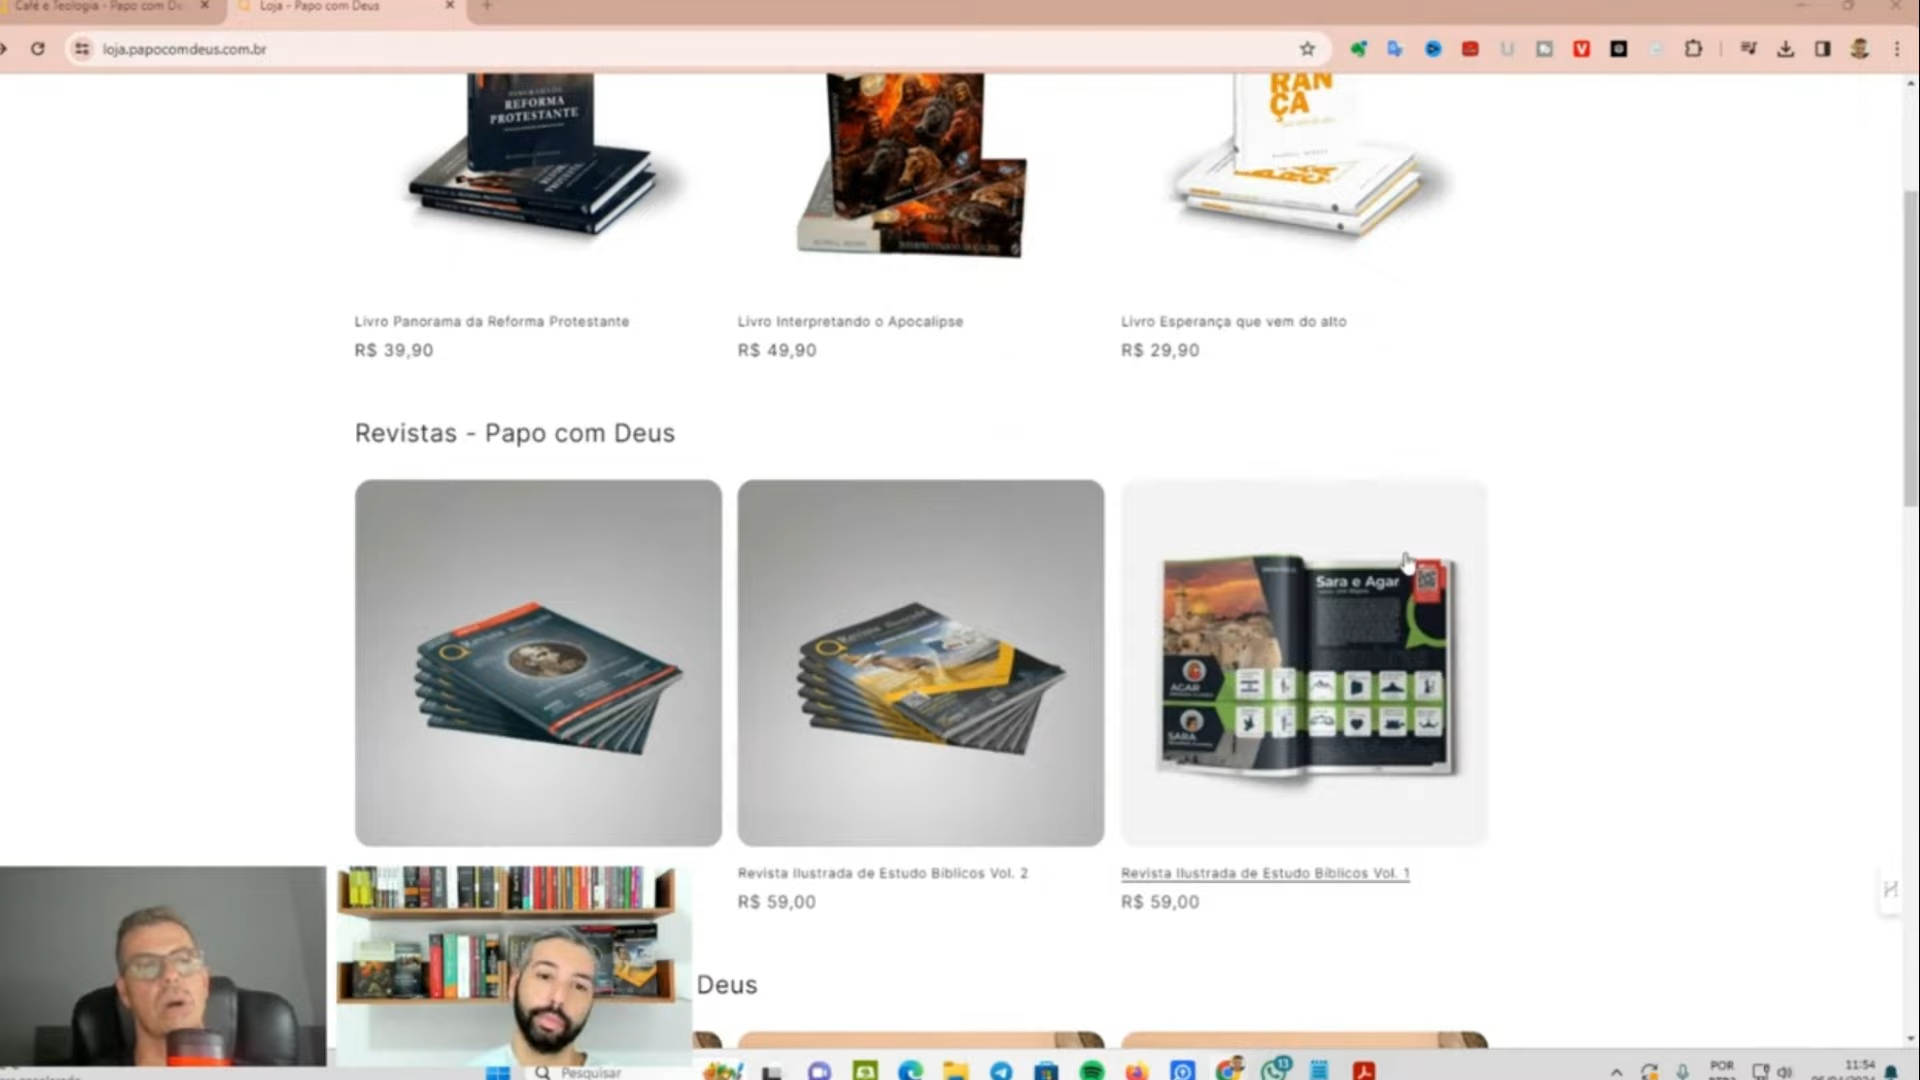 Café e Teologia - Papo com D
Loja - Papo com Deus
loja.papocomdeus.com.br
REFORMA
PROTESTANTE
RAN
ÇA
Livro Panorama da Reforma Protestante
Livro Interpretando o Apocalipse
Livro Esperança que vem do alto
R$ 39,90
R$ 49,90
R$ 29,90
Revistas - Papo com Deus
Sara e Agar
AGAR
SARA
Revista Ilustrada de Estudo Bíblicos Vol. 2
Revista Ilustrada de Estudo Bíblicos Vol. 1
R$ 59,00
R$ 59,00
Deus
Pesquisar
13
POR
11:54